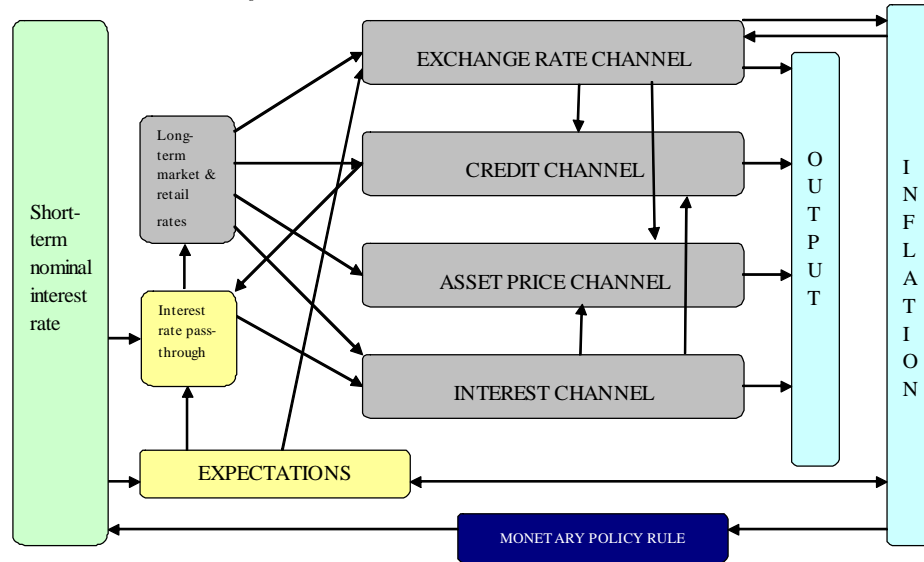 EXCHANGE RATE CHANNEL
Long-
term
market &
retail
rates
CREDIT CHANNEL
Short-
term
nominal
interest
rate
ASSET PRICE CHANNEL
Interest
rate pass-
through
INTEREST CHANNEL
EXPECTATIONS
MONETARY POLICY RULE
O
U
T
P
U
T
I
N
F
L
A
T
I
O
N